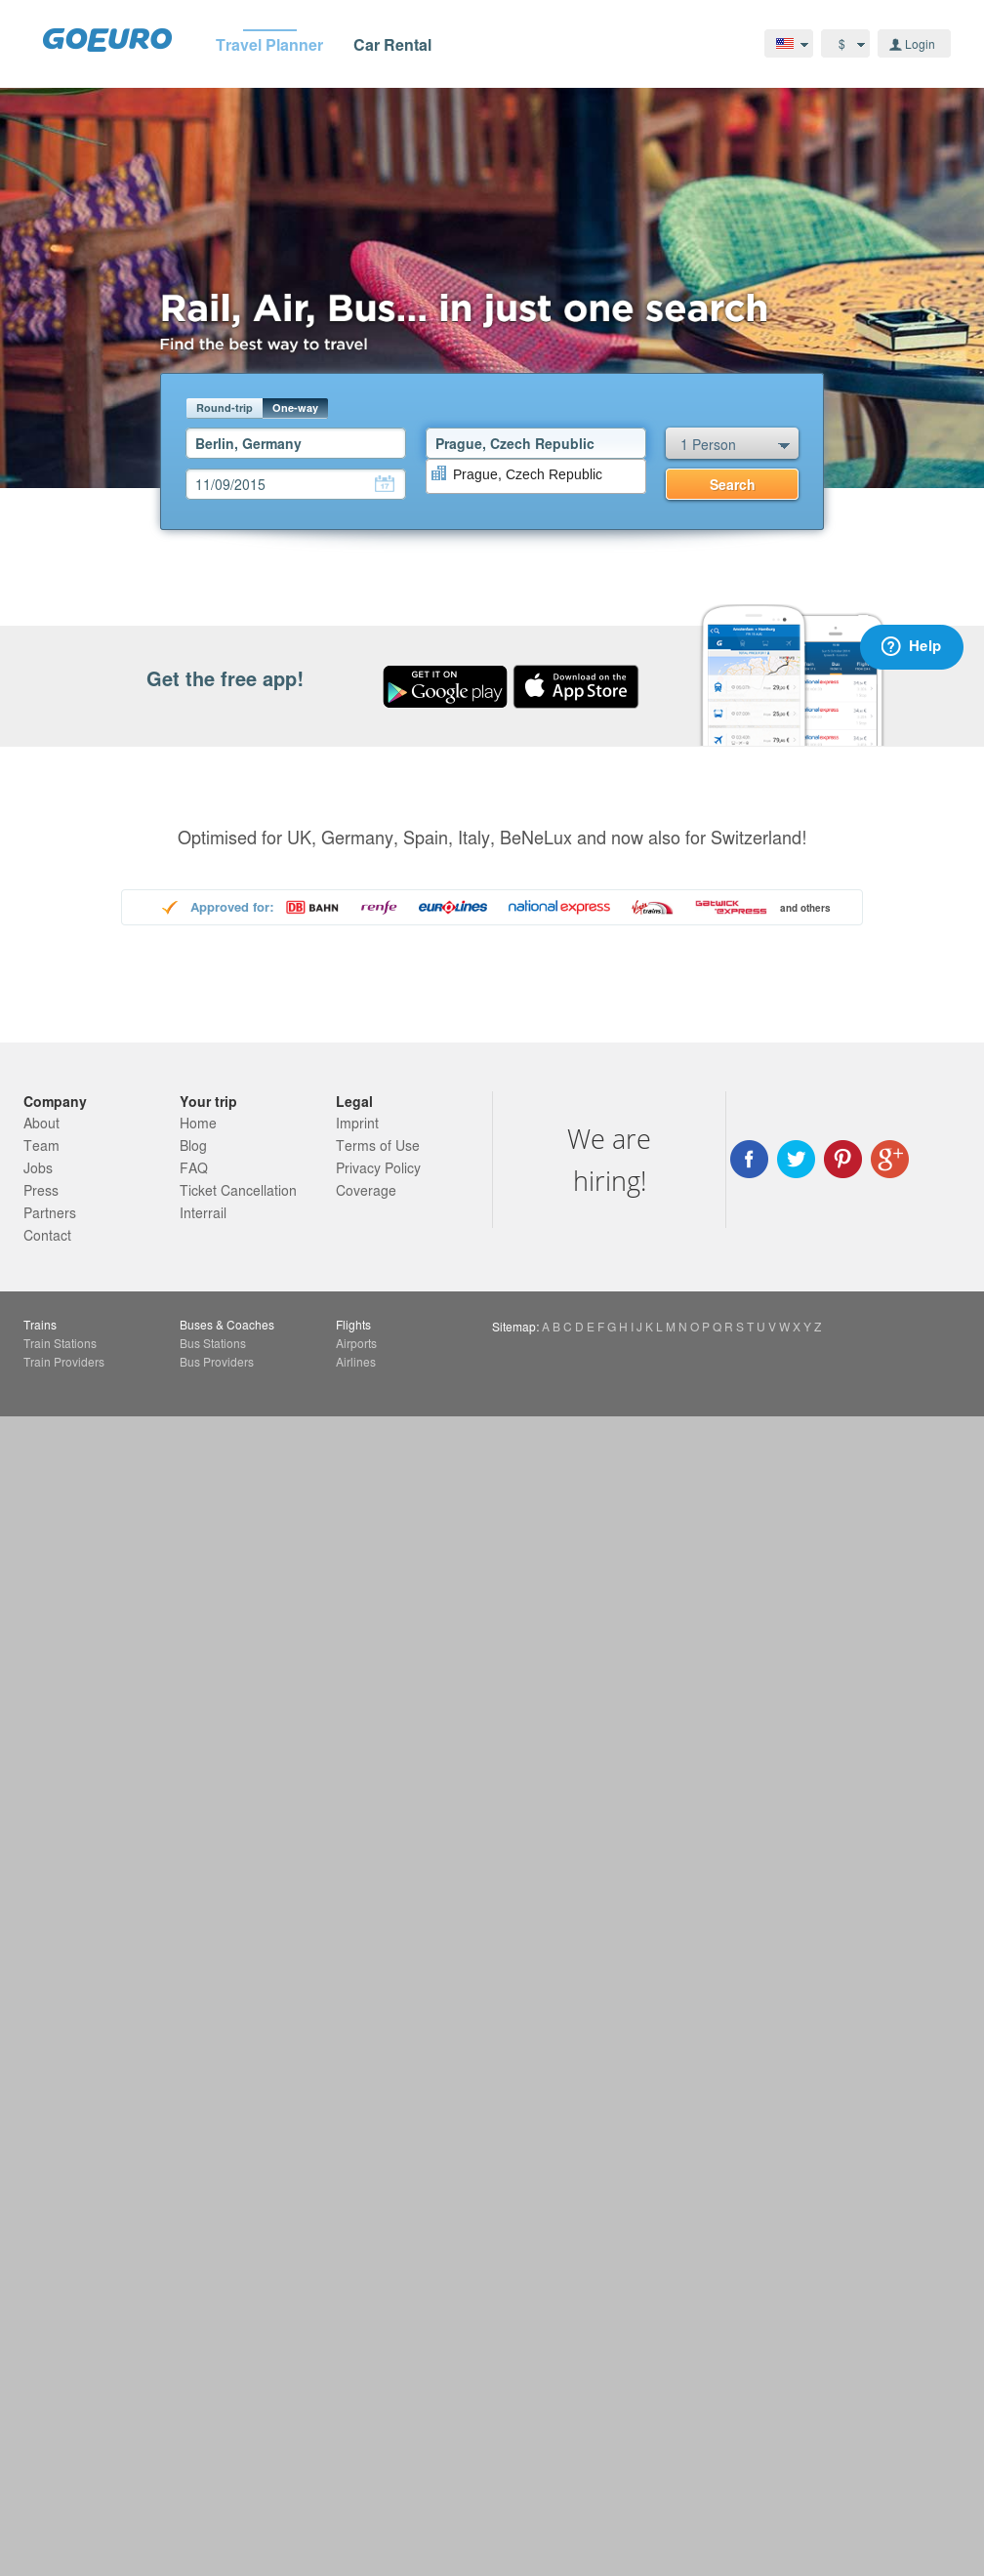 GOEURO
Travel Planner
Car Rental
$
Login
Rail, Air, Bus... in just one search
Find the best way to travel
Round-trip
One-way
Berlin, Germany
Prague, Czech Republic
1 Person
11/09/2015
17
Prague, Czech Republic
Search
Help
Get the free app!
GET IT ON
Google play
Download on the
App Store
Optimised for UK, Germany, Spain, Italy, BeNeLux and now also for Switzerland!
Approved for:
DB BAHN
renfe
eurolines
national express
Virgin trains
GATWICK EXPRESS
and others
Company
About
Team
Jobs
Press
Partners
Contact
Your trip
Home
Blog
FAQ
Ticket Cancellation
Interrail
Legal
Imprint
Terms of Use
Privacy Policy
Coverage
We are
hiring!
Trains
Train Stations
Train Providers
Buses & Coaches
Bus Stations
Bus Providers
Flights
Airports
Airlines
Sitemap: A B C D E F G H I J K L M N O P Q R S T U V W X Y Z